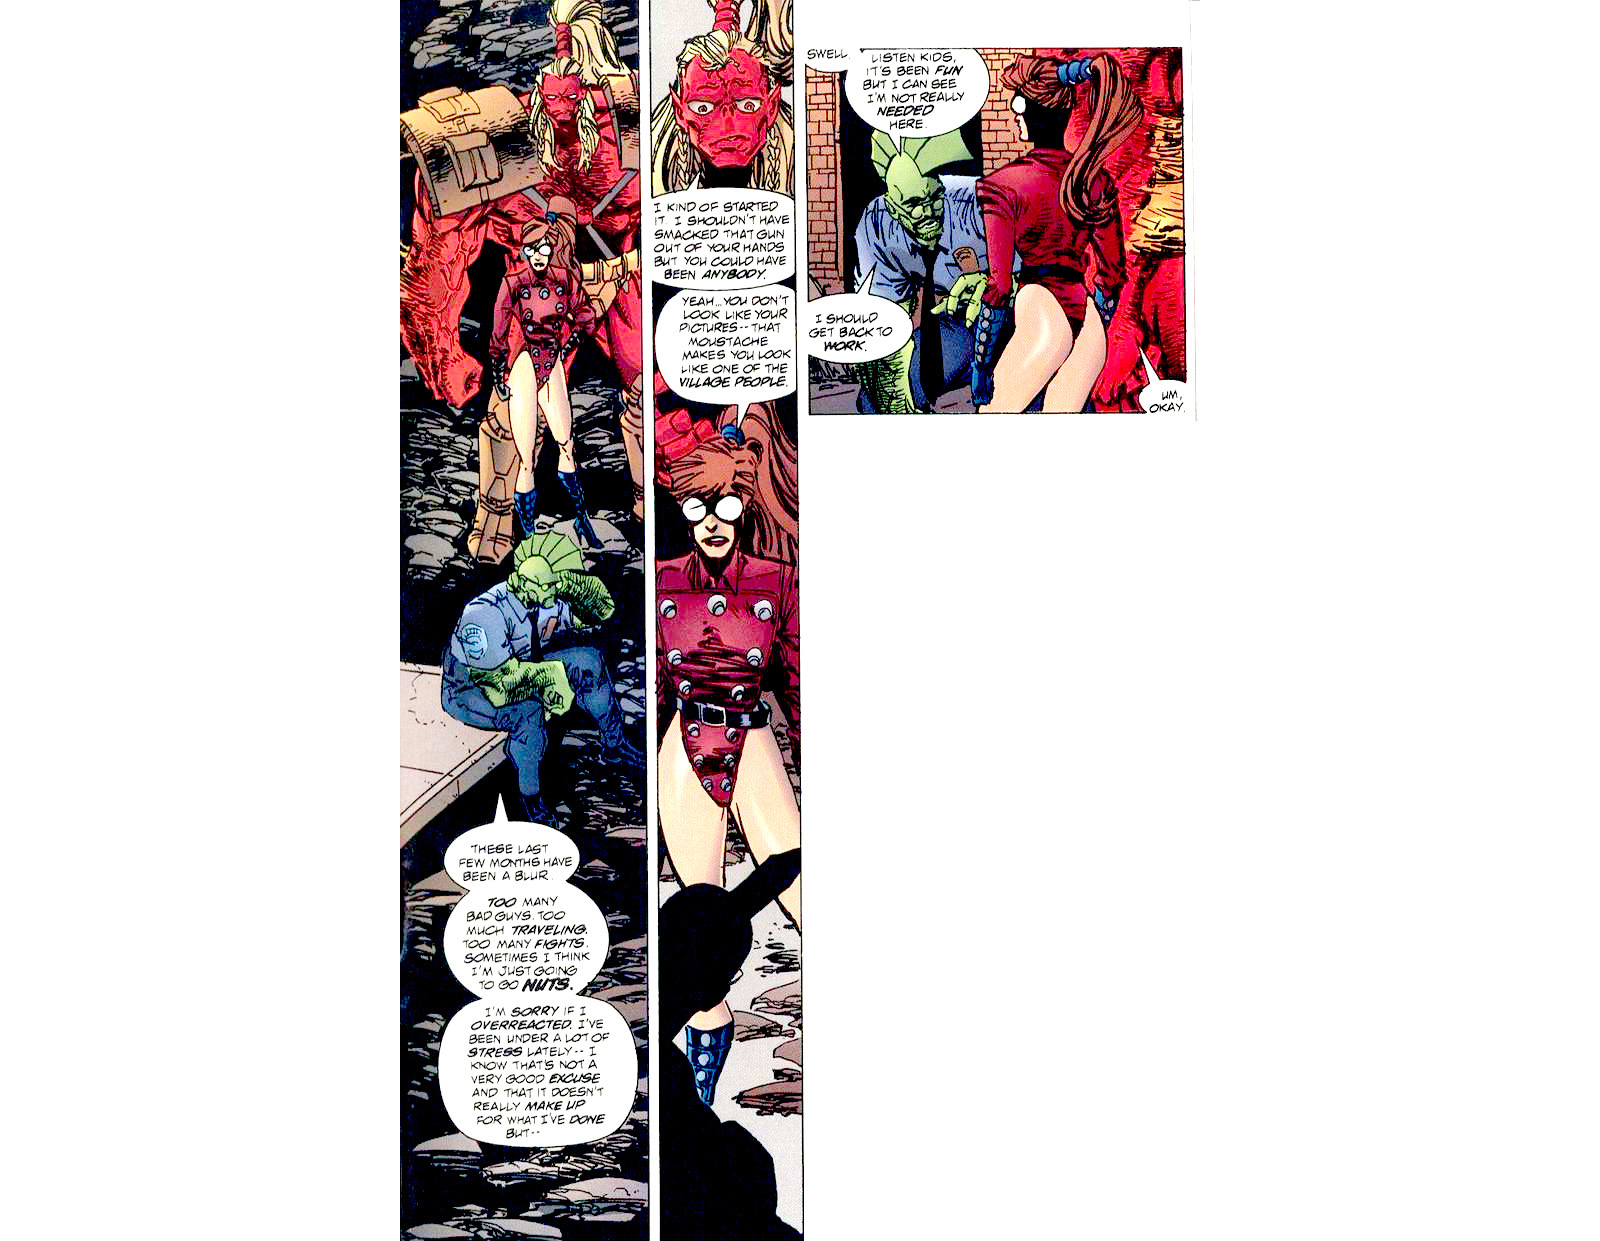 THESE LAST
FEW MONTHS HAVE
BEEN A BLUR.
TOO MANY
BAD GUYS. TOO
MUCH TRAVELING.
TOO MANY FIGHTS.
SOMETIMES I THINK
I'M JUST GOING
TO GO NUTS.
I'M SORRY IF I
OVERREACTED. I'VE
BEEN UNDER A LOT OF
STRESS LATELY-- I
KNOW THAT'S NOT A
VERY GOOD EXCUSE
AND THAT IT DOESN'T
REALLY MAKE UP
FOR WHAT I'VE DONE
BUT--
I KIND OF STARTED
IT. I SHOULDN'T HAVE
SMACKED THAT GUN
OUT OF YOUR HANDS
BUT YOU COULD HAVE
BEEN ANYBODY.
YEAH...YOU DON'T
LOOK LIKE YOUR
PICTURES-- THAT
MOUSTACHE
MAKES YOU LOOK
LIKE ONE OF THE
VILLAGE PEOPLE.
SWELL.
LISTEN KIDS,
IT'S BEEN FUN
BUT I CAN SEE
I'M NOT REALLY
NEEDED
HERE.
I SHOULD
GET BACK TO
WORK.
UM,
OKAY.